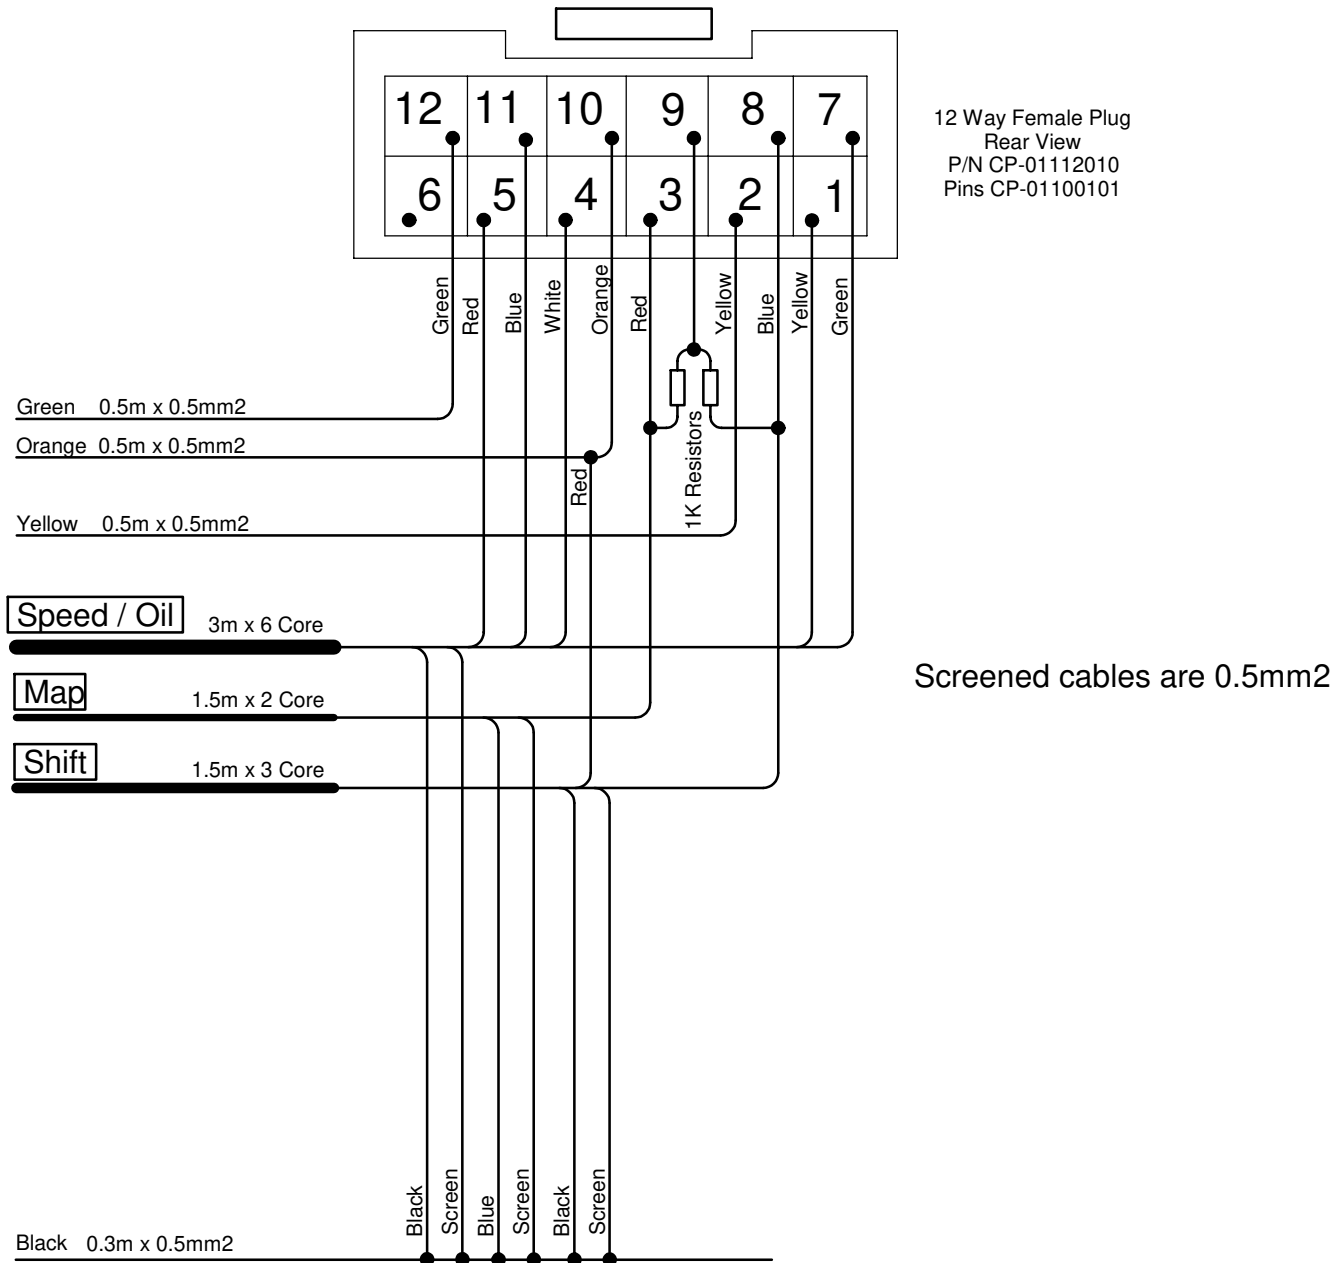 12 11 10 9 8 7
6 5 4 3 2 1
12 Way Female Plug
Rear View
P/N CP-01112010
Pins CP-01100101
Green
Red
Blue
White
Orange
Red
Yellow
Blue
Yellow
Green
1K Resistors
Green 0.5m x 0.5mm2
Orange 0.5m x 0.5mm2
Red
Yellow 0.5m x 0.5mm2
Speed / Oil 3m x 6 Core
Map 1.5m x 2 Core
Shift 1.5m x 3 Core
Screened cables are 0.5mm2
Black
Screen
Blue
Screen
Black
Screen
Black 0.3m x 0.5mm2